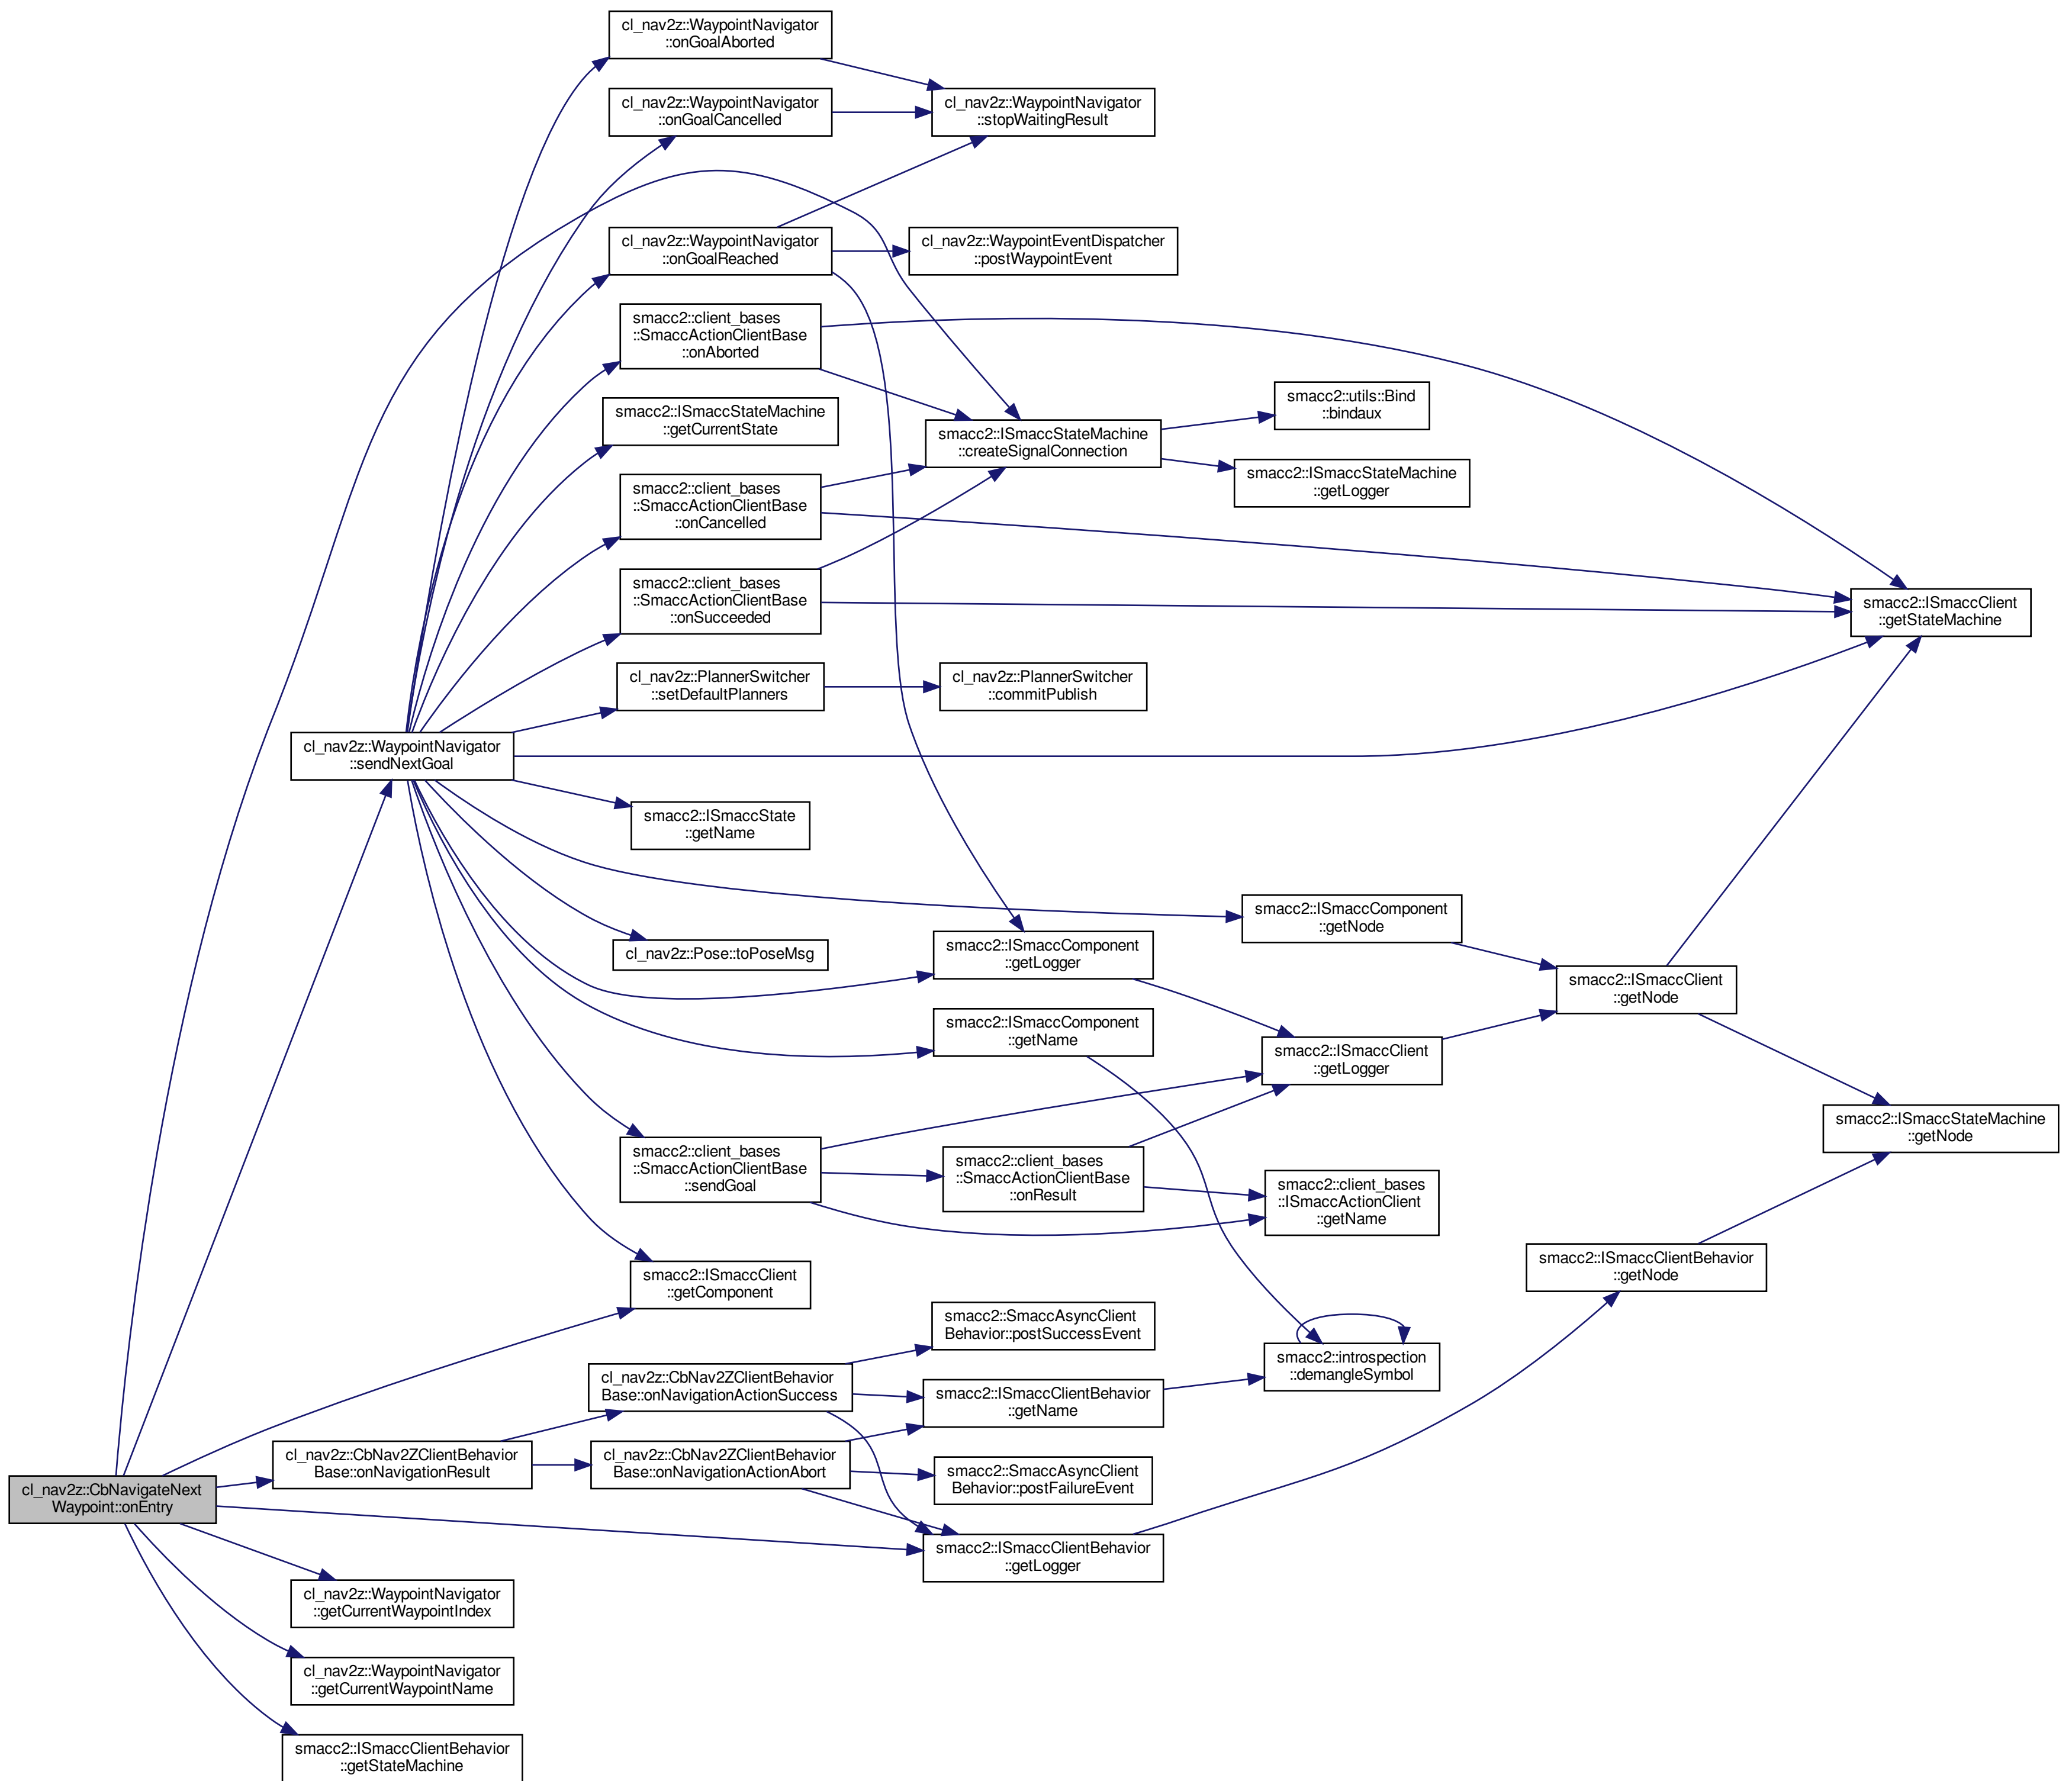 cl_nav2z::WaypointNavigator
::onGoalAborted
cl_nav2z::WaypointNavigator
::onGoalCancelled
cl_nav2z::WaypointNavigator
::stopWaitingResult
cl_nav2z::WaypointNavigator
::onGoalReached
cl_nav2z::WaypointEventDispatcher
::postWaypointEvent
smacc2::client_bases
::SmaccActionClientBase
::onAborted
smacc2::ISmaccStateMachine
::getCurrentState
smacc2::utils::Bind
::bindaux
smacc2::ISmaccStateMachine
::createSignalConnection
smacc2::ISmaccStateMachine
::getLogger
smacc2::client_bases
::SmaccActionClientBase
::onCancelled
smacc2::client_bases
::SmaccActionClientBase
::onSucceeded
smacc2::ISmaccClient
::getStateMachine
cl_nav2z::PlannerSwitcher
::setDefaultPlanners
cl_nav2z::PlannerSwitcher
::commitPublish
cl_nav2z::WaypointNavigator
::sendNextGoal
smacc2::ISmaccState
::getName
smacc2::ISmaccComponent
::getNode
cl_nav2z::Pose::toPoseMsg
smacc2::ISmaccComponent
::getLogger
smacc2::ISmaccClient
::getNode
smacc2::ISmaccComponent
::getName
smacc2::ISmaccClient
::getLogger
smacc2::ISmaccStateMachine
::getNode
smacc2::client_bases
::SmaccActionClientBase
::sendGoal
smacc2::client_bases
::SmaccActionClientBase
::onResult
smacc2::client_bases
::ISmaccActionClient
::getName
smacc2::ISmaccClientBehavior
::getNode
smacc2::ISmaccClient
::getComponent
smacc2::SmaccAsyncClient
Behavior::postSuccessEvent
smacc2::introspection
::demangleSymbol
cl_nav2z::CbNav2ZClientBehavior
Base::onNavigationActionSuccess
smacc2::ISmaccClientBehavior
::getName
cl_nav2z::CbNav2ZClientBehavior
Base::onNavigationResult
cl_nav2z::CbNav2ZClientBehavior
Base::onNavigationActionAbort
smacc2::SmaccAsyncClient
Behavior::postFailureEvent
cl_nav2z::CbNavigateNext
Waypoint::onEntry
smacc2::ISmaccClientBehavior
::getLogger
cl_nav2z::WaypointNavigator
::getCurrentWaypointIndex
cl_nav2z::WaypointNavigator
::getCurrentWaypointName
smacc2::ISmaccClientBehavior
::getStateMachine